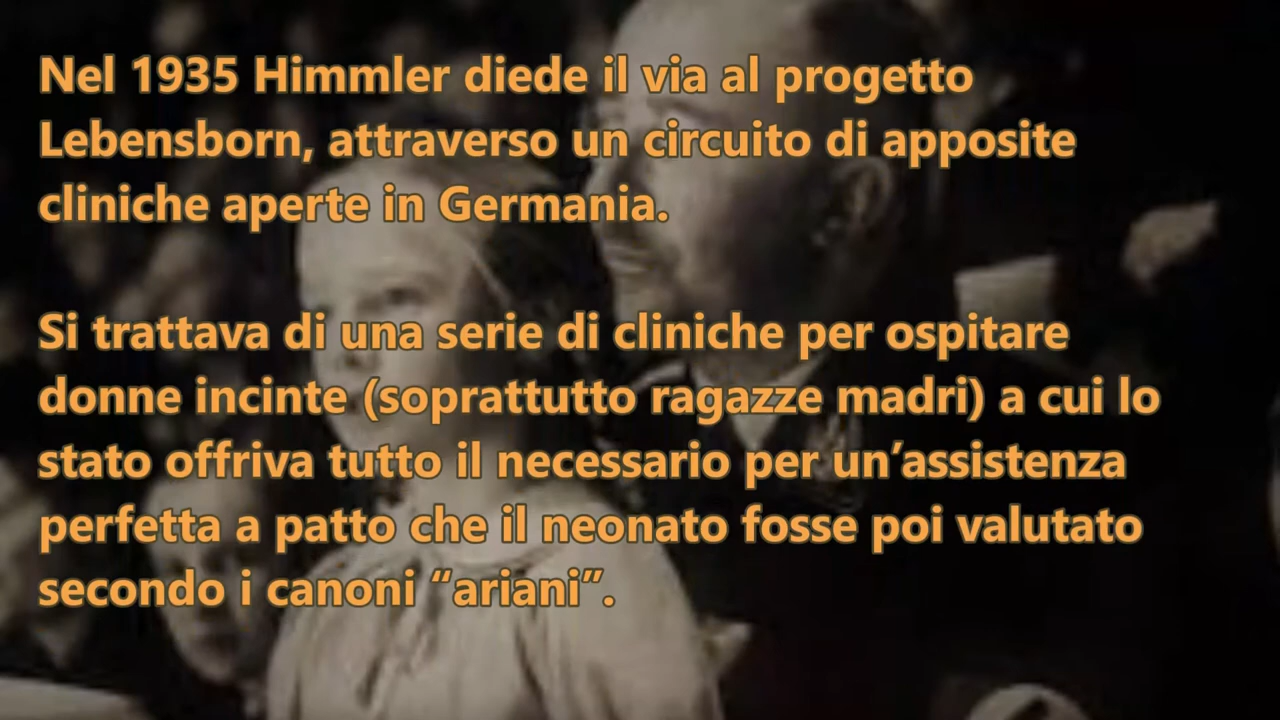 Nel 1935 Himmler diede il via al progetto
Lebensborn, attraverso un circuito di apposite
cliniche aperte in Germania.
Si trattava di una serie di cliniche per ospitare
donne incinte (soprattutto ragazze madri) a cui lo
stato offriva tutto il necessario per un’assistenza
perfetta a patto che il neonato fosse poi valutato
secondo i canoni “ariani”.